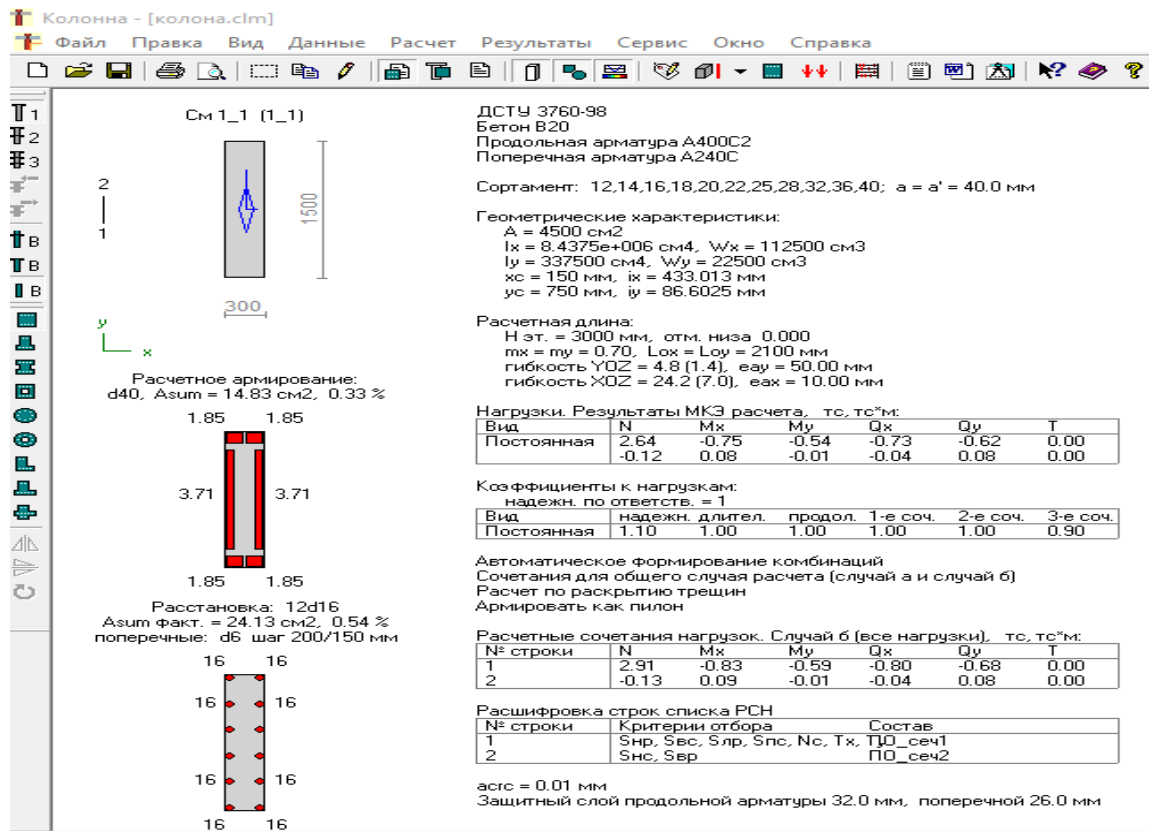 Колонна - [колона.clm]
Файл Правка Вид Данные Расчет Результаты Сервис Окно Справка
1
2
3
В
В
В
См 1_1 (1_1)
2
1
1500
300
y
x
Расчетное армирование:
d40, Asum = 14.83 см2, 0.33 %
1.85 1.85
3.71 3.71
1.85 1.85
Расстановка: 12d16
Asum факт. = 24.13 см2, 0.54 %
поперечные: d6 шаг 200/150 мм
16 16
16 16
16 16
16 16
ДСТУ 3760-98
Бетон B20
Продольная арматура A400C2
Поперечная арматура A240C
Сортамент: 12,14,16,18,20,22,25,28,32,36,40; a = a' = 40.0 мм
Геометрические характеристики:
A = 4500 см2
Ix = 8.4375e+006 см4, Wx = 112500 см3
Iy = 337500 см4, Wy = 22500 см3
xc = 150 мм, ix = 433.013 мм
yc = 750 мм, iy = 86.6025 мм
Расчетная длина:
H эт. = 3000 мм, отм. низа 0.000
mx = my = 0.70, Lox = Loy = 2100 мм
гибкость YOZ = 4.8 (1.4), eay = 50.00 мм
гибкость XOZ = 24.2 (7.0), eax = 10.00 мм
Нагрузки. Результаты МКЭ расчета, тс, тс*м:
Вид N Mx My Qx Qy T
Постоянная 2.64 -0.75 -0.54 -0.73 -0.62 0.00
-0.12 0.08 -0.01 -0.04 0.08 0.00
Коэффициенты к нагрузкам:
надежн. по ответств. = 1
Вид надежн. длител. продол. 1-е соч. 2-е соч. 3-е соч.
Постоянная 1.10 1.00 1.00 1.00 1.00 0.90
Автоматическое формирование комбинаций
Сочетания для общего случая расчета (случай а и случай б)
Расчет по раскрытию трещин
Армировать как пилон
Расчетные сочетания нагрузок. Случай б (все нагрузки), тс, тс*м:
№ строки N Mx My Qx Qy T
1 2.91 -0.83 -0.59 -0.80 -0.68 0.00
2 -0.13 0.09 -0.01 -0.04 0.08 0.00
Расшифровка строк списка РСН
№ строки Критерии отбора Состав
1 Sнр, Sвс, Sлр, Sпс, Nc, Tx, ПО_сеч1
2 Sнс, Sвр ПО_сеч2
acrc = 0.01 мм
Защитный слой продольной арматуры 32.0 мм, поперечной 26.0 мм